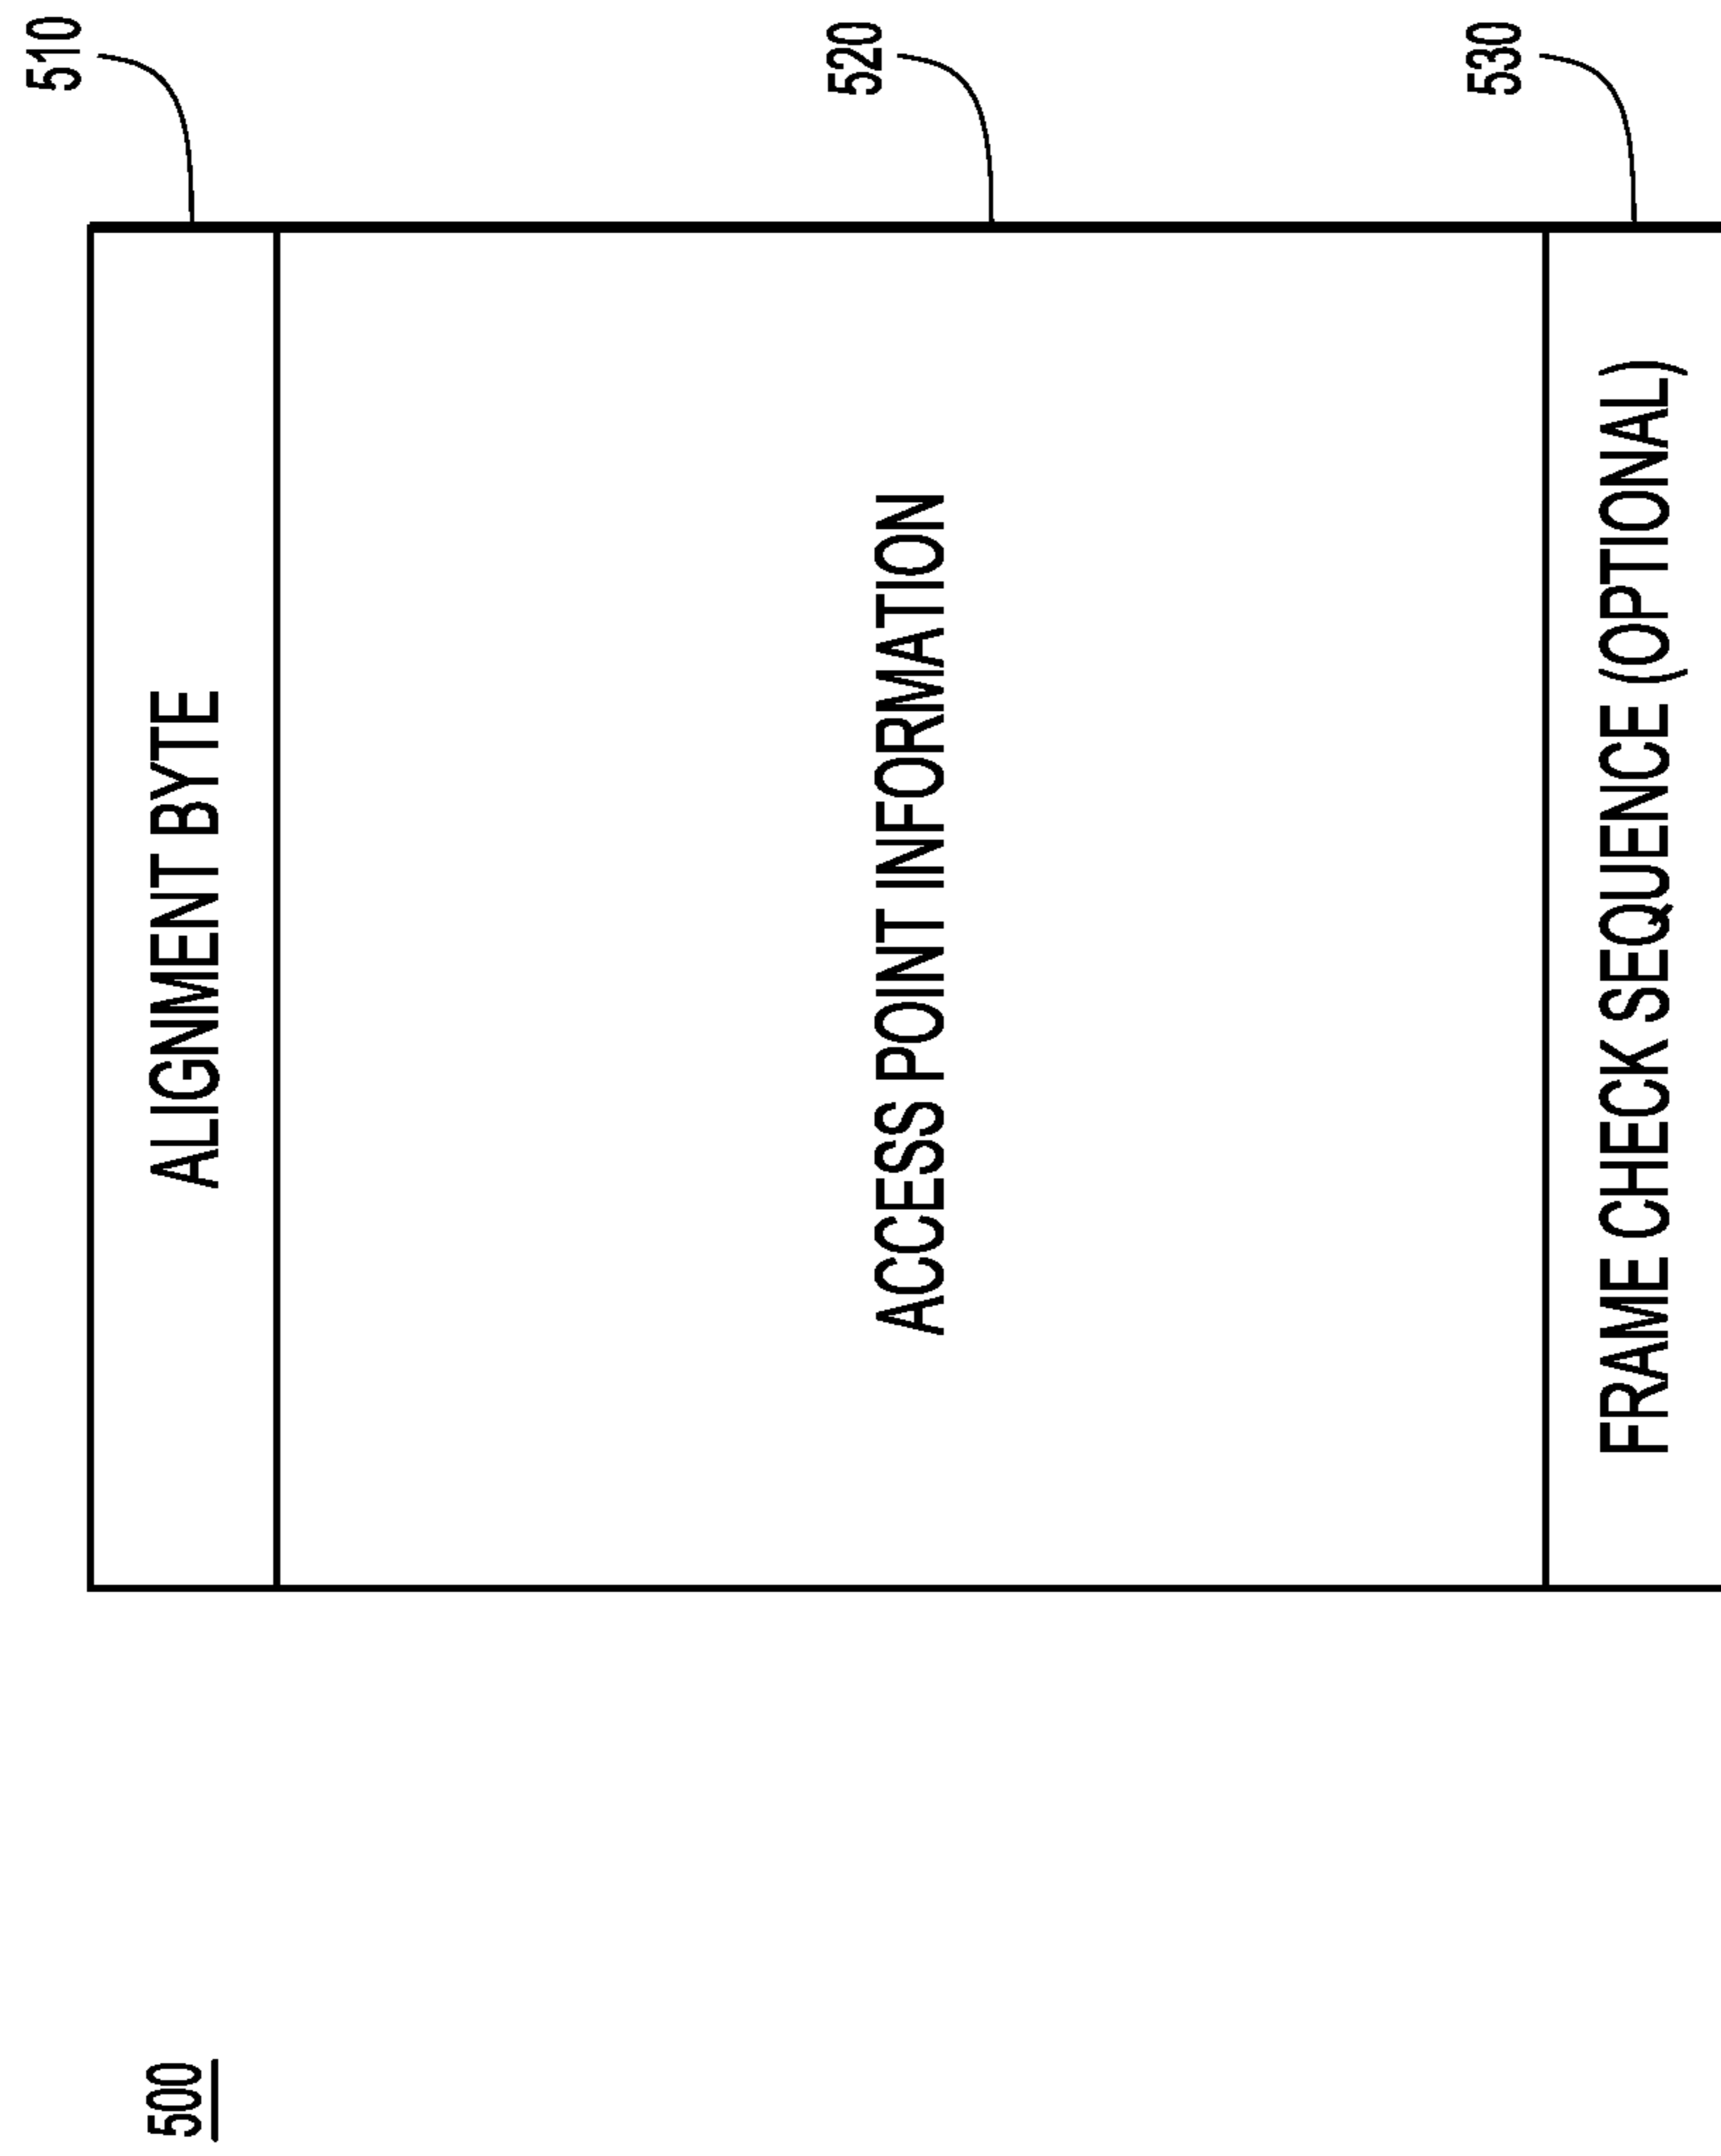 500
ALIGNMENT BYTE
510
ACCESS POINT INFORMATION
520
FRAME CHECK SEQUENCE (OPTIONAL)
530